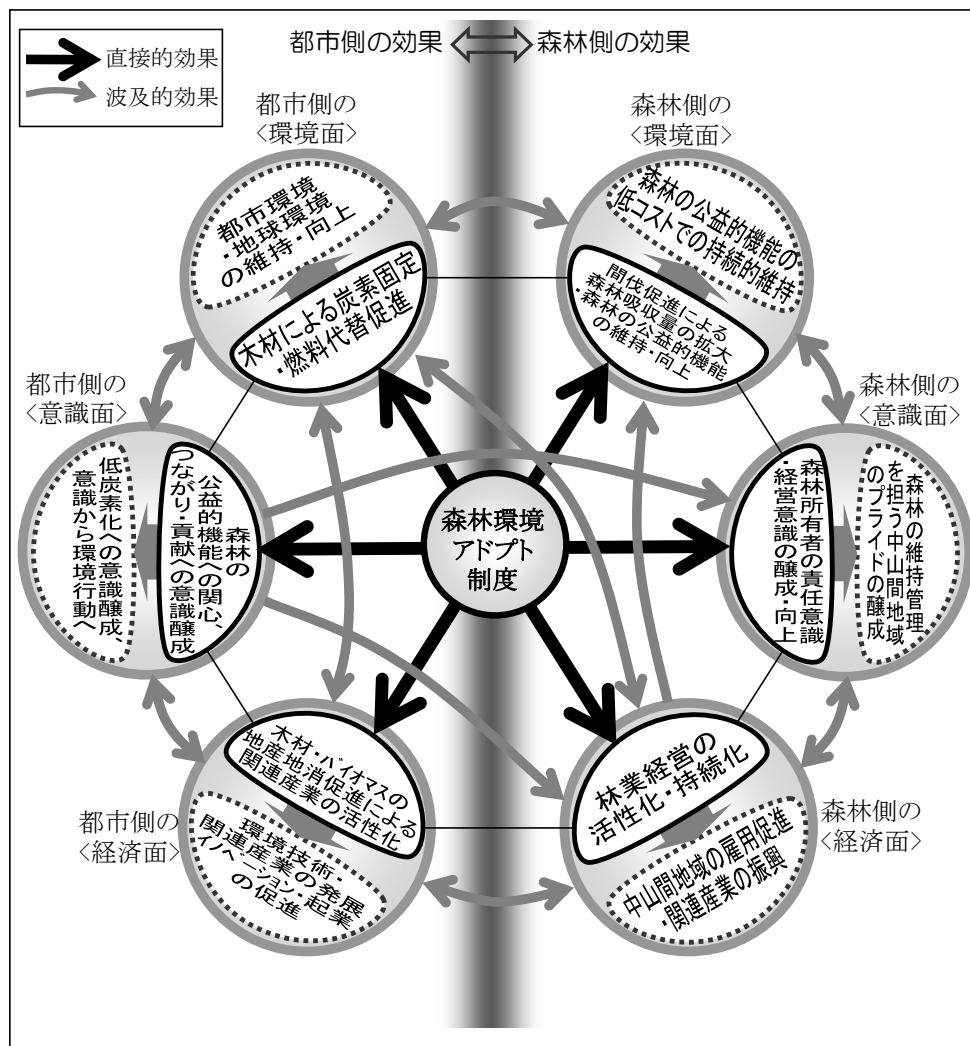 都市側の効果
森林側の効果
直接的効果
波及的効果
都市側の
〈環境面〉
森林側の
〈環境面〉
都市環境
・地球環境
の維持・向上
木材による炭素固定
・燃料代替促進
森林の公益的機能の
低コストでの持続的維持
間伐促進による
森林吸収量の拡大
・森林の公益的機能
の維持・向上
都市側の
〈意識面〉
森林側の
〈意識面〉
森林の
公益的機能への関心、
つながり・貢献への意識醸成
低炭素化への意識醸成、
意識から環境行動へ
森林環境
アドプト
制度
森林所有者の責任意識
・経営意識の醸成・向上
森林の維持管理
を担う中山間地域
のプライドの醸成
木材・バイオマスの
地産地消促進による
関連産業の活性化
環境技術・
関連産業の発展
イノベーション・起業
の促進
都市側の
〈経済面〉
林業経営の
活性化・持続化
中山間地域の雇用促進
・関連産業の振興
森林側の
〈経済面〉